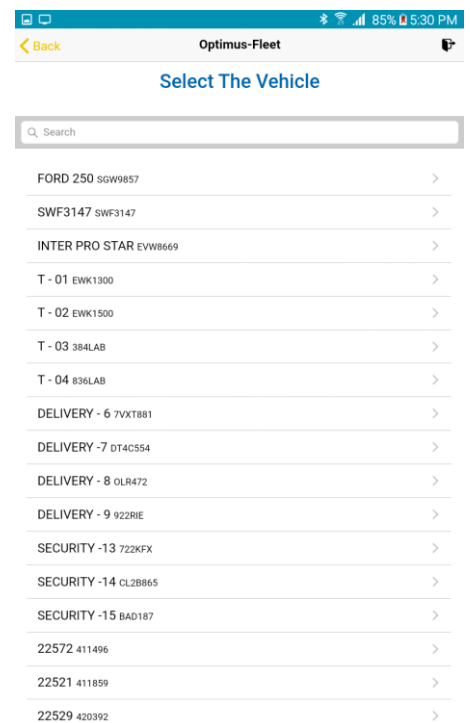 85% 5:30 PM
Back Optimus-Fleet
Select The Vehicle
Search
FORD 250 SGW9857
SWF3147 SWF3147
INTER PRO STAR EVW8669
T - 01 EWK1300
T - 02 EWK1500
T - 03 384LAB
T - 04 836LAB
DELIVERY - 6 7VXT881
DELIVERY -7 DT4C554
DELIVERY - 8 OLR472
DELIVERY - 9 922RIE
SECURITY -13 722KFX
SECURITY -14 CL2B865
SECURITY -15 BAD187
22572 411496
22521 411859
22529 420392